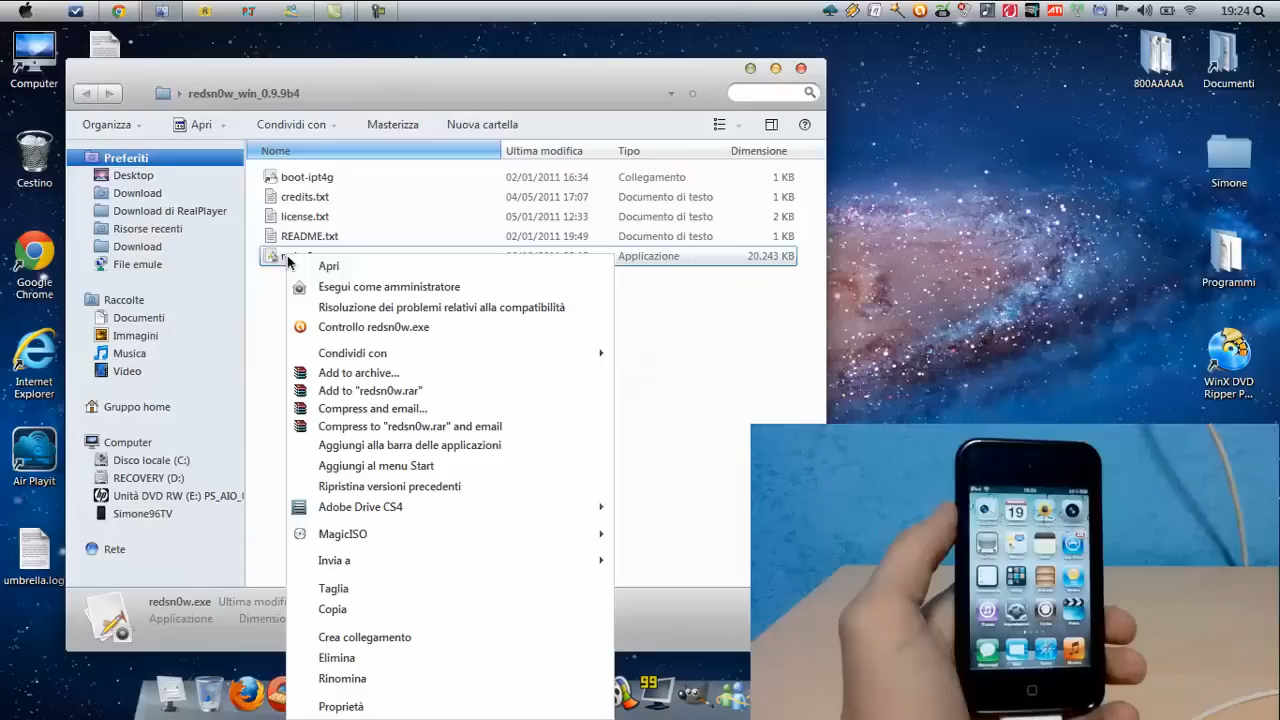 19:24
Computer
Cestino
Google
Chrome
Internet
Explorer
Air Playit
umbrella.log
800AAAAA
Documenti
Simone
Programmi
WinX DVD
Ripper P...
redsn0w_win_0.9.9b4
Organizza
Apri
Condividi con
Masterizza
Nuova cartella
Preferiti
Desktop
Download
Download di RealPlayer
Risorse recenti
Download
File emule
Raccolte
Documenti
Immagini
Musica
Video
Gruppo home
Computer
Disco locale (C:)
RECOVERY (D:)
Unità DVD RW (E:) PS_AIO_
Simone96TV
Rete
Nome Ultima modifica Tipo Dimensione
boot-ipt4g 02/01/2011 16:34 Collegamento 1 KB
credits.txt 04/05/2011 17:07 Documento di testo 1 KB
license.txt 05/01/2011 12:33 Documento di testo 2 KB
README.txt 02/01/2011 19:49 Documento di testo 1 KB
Applicazione 20.243 KB
Apri
Esegui come amministratore
Risoluzione dei problemi relativi alla compatibilità
Controllo redsn0w.exe
Condividi con
Add to archive...
Add to "redsn0w.rar"
Compress and email...
Compress to "redsn0w.rar" and email
Aggiungi alla barra delle applicazioni
Aggiungi al menu Start
Ripristina versioni precedenti
Adobe Drive CS4
MagicISO
Invia a
Taglia
Copia
Crea collegamento
Elimina
Rinomina
Proprietà
redsn0w.exe Ultima modifi
Applicazione Dimensio
99
19